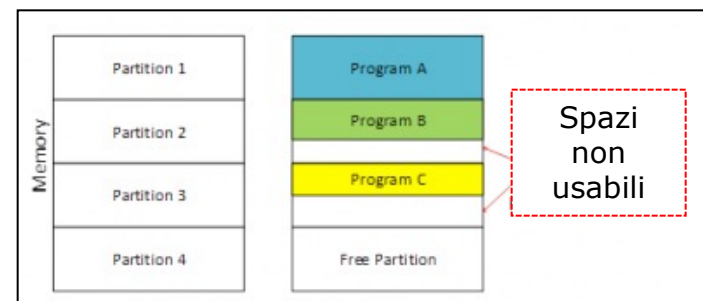 Memory
Partition 1
Partition 2
Partition 3
Partition 4
Program A
Program B
Program C
Free Partition
Spazi
non
usabili